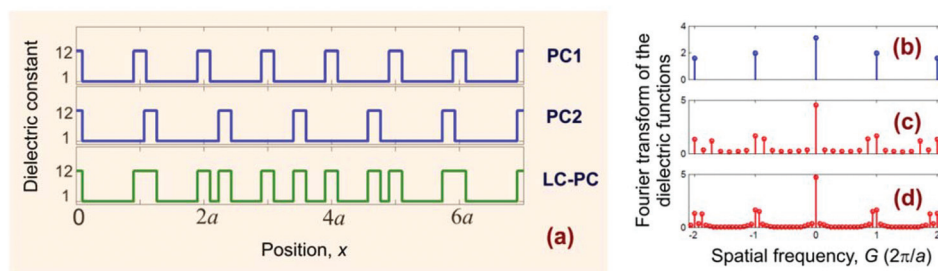 Dielectric constant
12
1
PC1
12
1
PC2
12
1
LC-PC
0
2a
4a
6a
Position, x
(a)
Fourier transform of the
dielectric functions
4
2
0
(b)
5
0
(c)
5
0
(d)
-2
-1
0
1
2
Spatial frequency, G (2π/a)